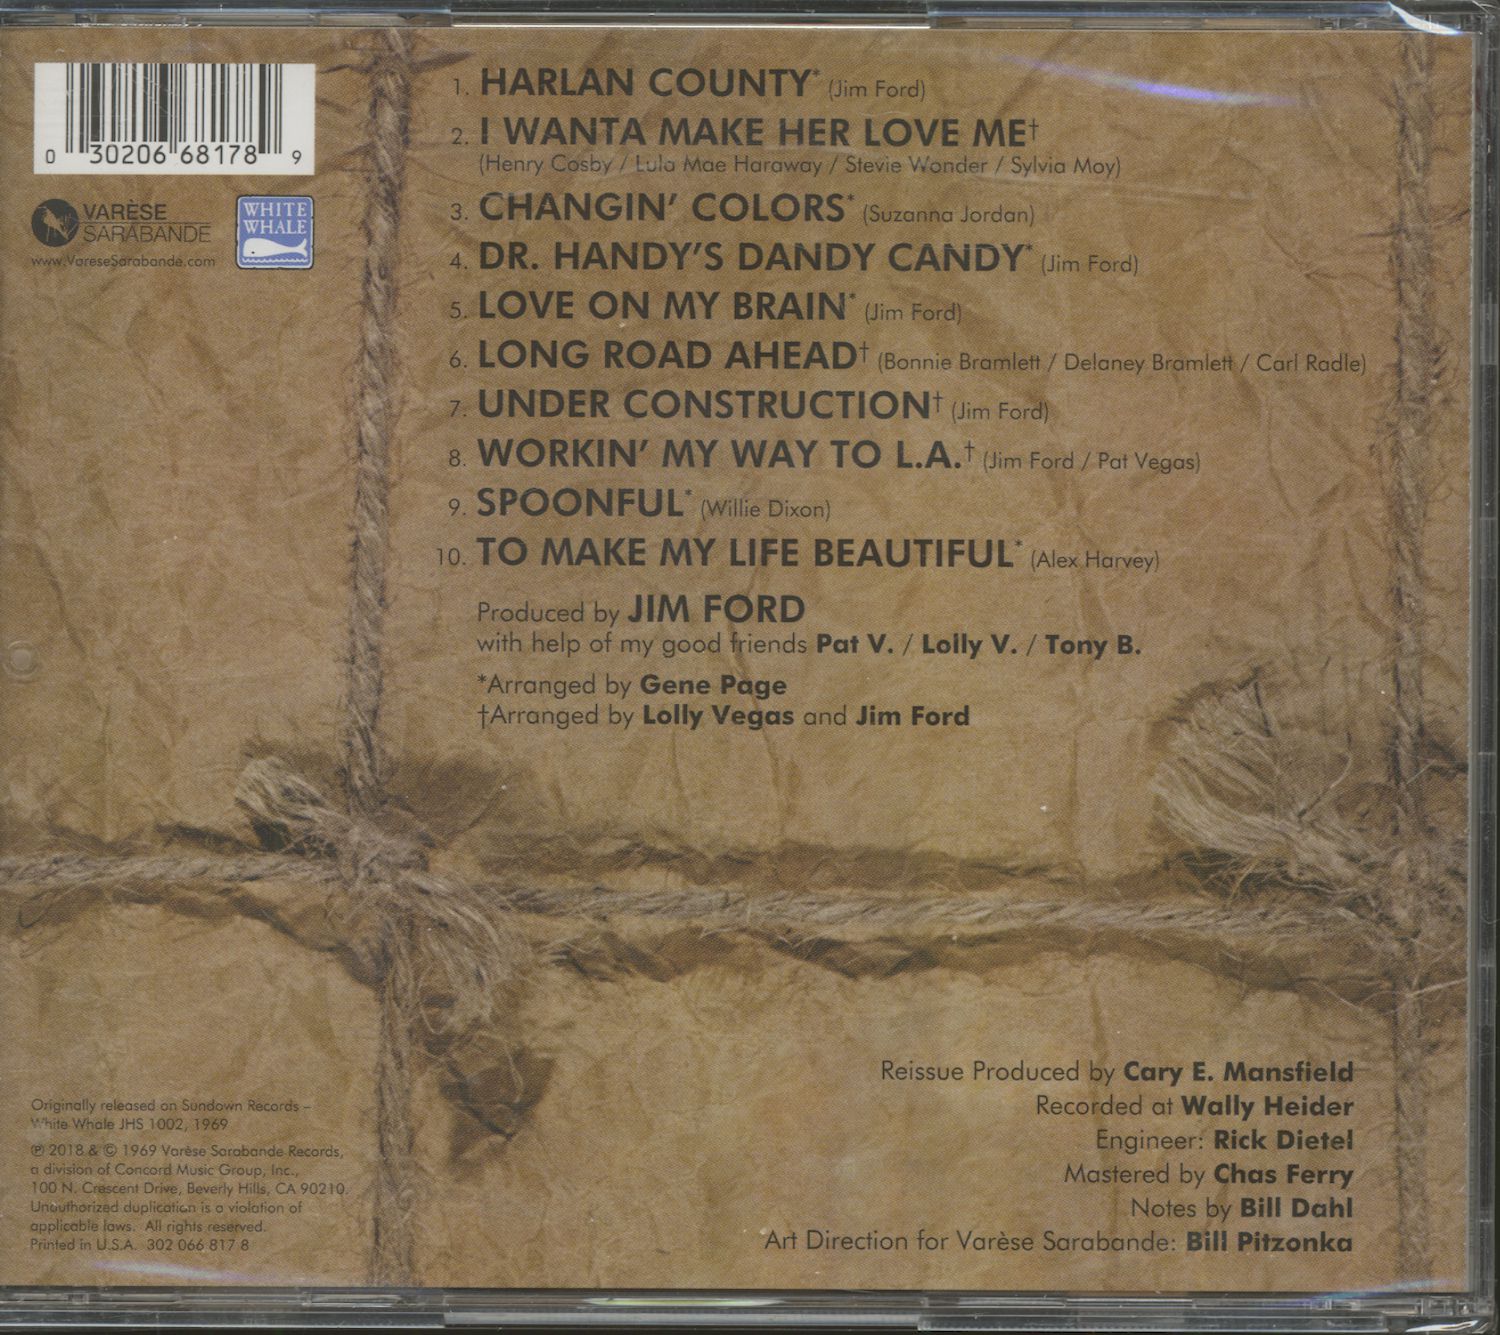 0 30206 68178 9
VARÈSE
SARABANDE
www.VareseSarabande.com
WHITE
WHALE
1. HARLAN COUNTY* (Jim Ford)
2. I WANTA MAKE HER LOVE ME†
(Henry Cosby / Lula Mae Haraway / Stevie Wonder / Sylvia Moy)
3. CHANGIN' COLORS* (Suzanna Jordan)
4. DR. HANDY'S DANDY CANDY* (Jim Ford)
5. LOVE ON MY BRAIN* (Jim Ford)
6. LONG ROAD AHEAD† (Bonnie Bramlett / Delaney Bramlett / Carl Radle)
7. UNDER CONSTRUCTION† (Jim Ford)
8. WORKIN' MY WAY TO L.A.† (Jim Ford / Pat Vegas)
9. SPOONFUL* (Willie Dixon)
10. TO MAKE MY LIFE BEAUTIFUL* (Alex Harvey)
Produced by JIM FORD
with help of my good friends Pat V. / Lolly V. / Tony B.
*Arranged by Gene Page
†Arranged by Lolly Vegas and Jim Ford
Reissue Produced by Cary E. Mansfield
Recorded at Wally Heider
Engineer: Rick Dietel
Mastered by Chas Ferry
Notes by Bill Dahl
Art Direction for Varèse Sarabande: Bill Pitzonka
Originally released on Sundown Records –
White Whale JHS 1002, 1969
℗ 2018 & © 1969 Varèse Sarabande Records,
a division of Concord Music Group, Inc.,
100 N. Crescent Drive, Beverly Hills, CA 90210.
Unauthorized duplication is a violation of
applicable laws. All rights reserved.
Printed in U.S.A. 302 066 817 8